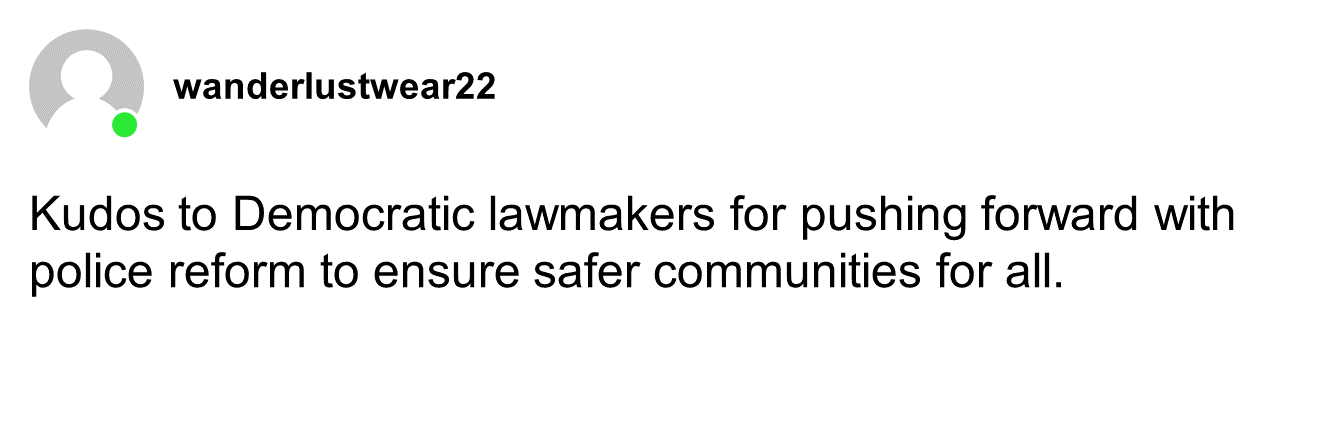 wanderlustwear22
Kudos to Democratic lawmakers for pushing forward with
police reform to ensure safer communities for all.